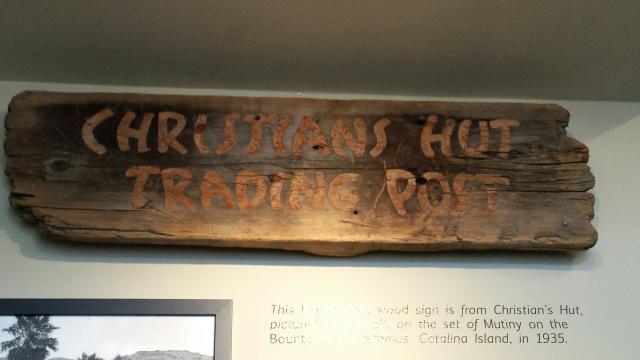 CHRISTIANS HUT
TRADING POST
This wood sign is from Christian's Hut,
on the set of Mutiny on the
Catalina Island, in 1935.